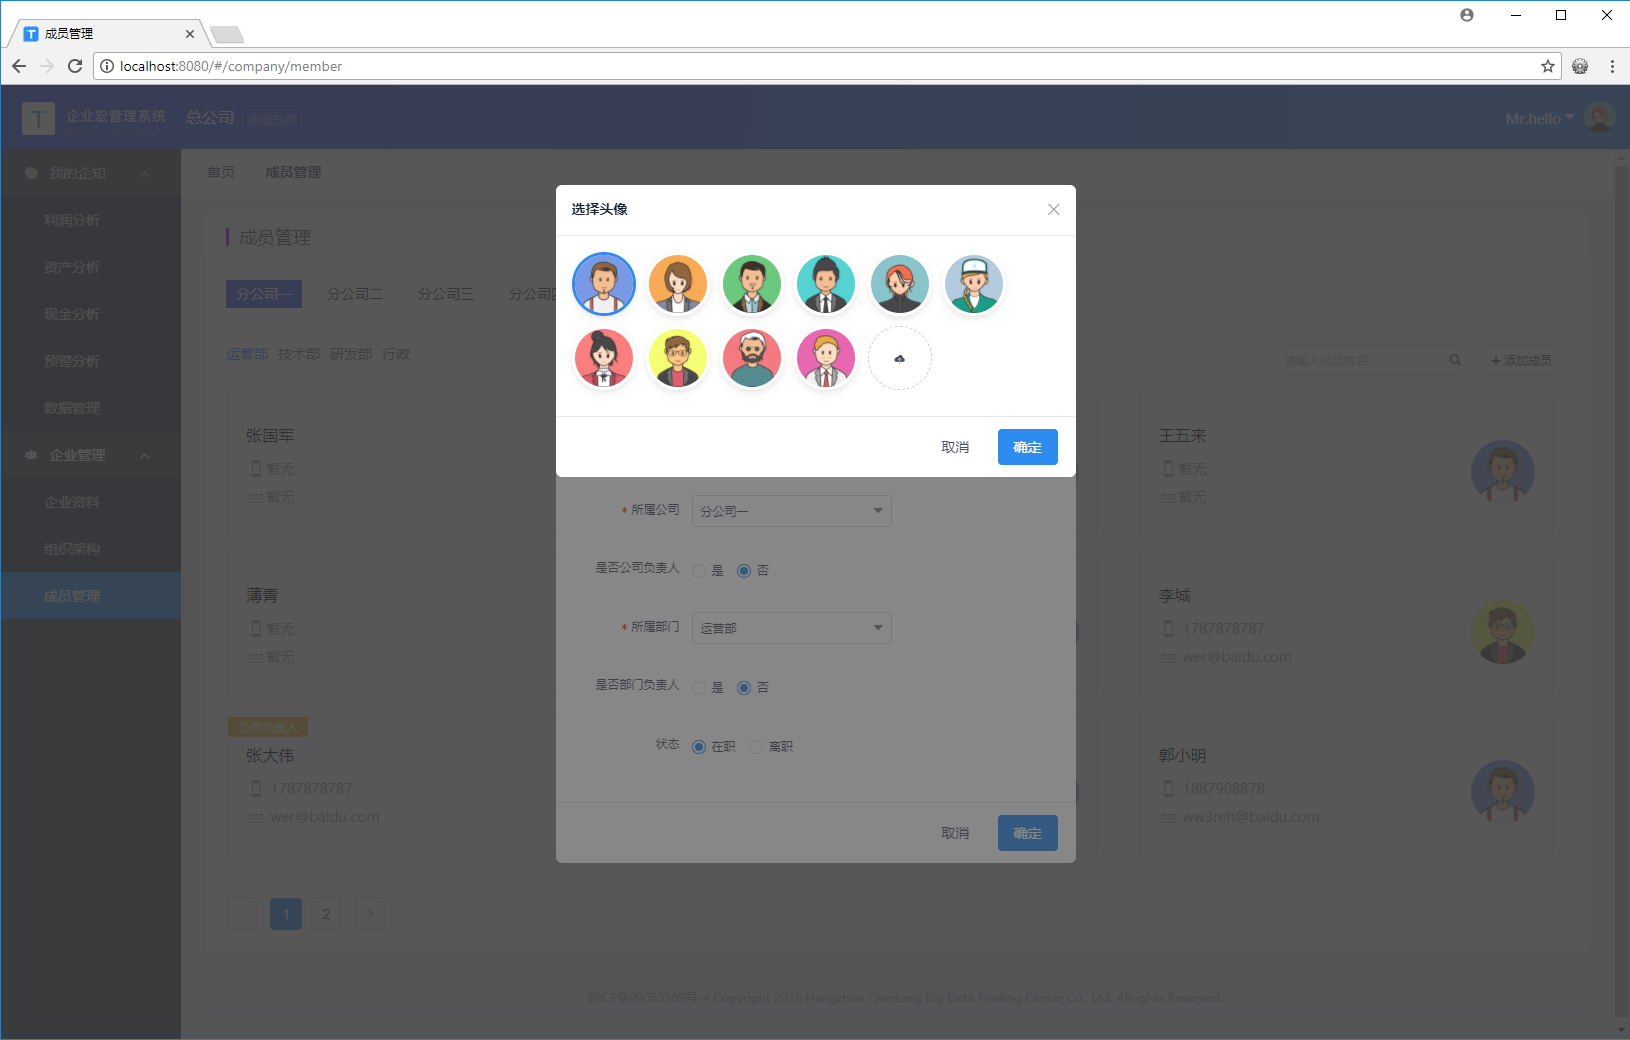 成员管理
localhost:8080/#/company/member
T 企业宏管理系统 总公司 集团总部
Mr.hello
我的企知
利润分析
资产分析
现金分析
预警分析
数据管理
企业管理
企业资料
组织架构
成员管理
首页 > 成员管理
成员管理
分公司一 分公司二 分公司三 分公司
运营部 技术部 研发部 行政
请输入成员姓名
+添加成员
张国军
暂无
暂无
王五来
暂无
暂无
薄青
暂无
暂无
李城
1787878787
wer@baidu.com
公司负责人
张大伟
1787878787
wer@baidu.com
郭小明
1887908878
ww3reh@baidu.com
选择头像
取消 确定
* 所属公司 分公司一
是否公司负责人 是 否
* 所属部门 运营部
是否部门负责人 是 否
状态 在职 离职
取消 确定
< 1 2 >
浙ICP备09083569号-4 Copyright 2016 Hangzhou Qiantang Big Data Trading Center Co., Ltd. Allrights Reserved.